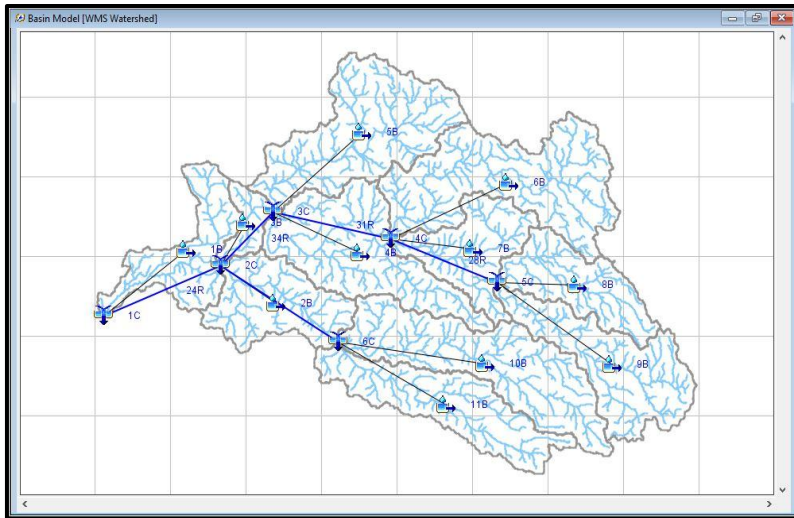 Basin Model [WMS Watershed]
5B
6B
3C
3B
31R
4C
34R
1B
4B
7B
2C
28R
5C
8B
24R
2B
1C
6C
10B
9B
11B